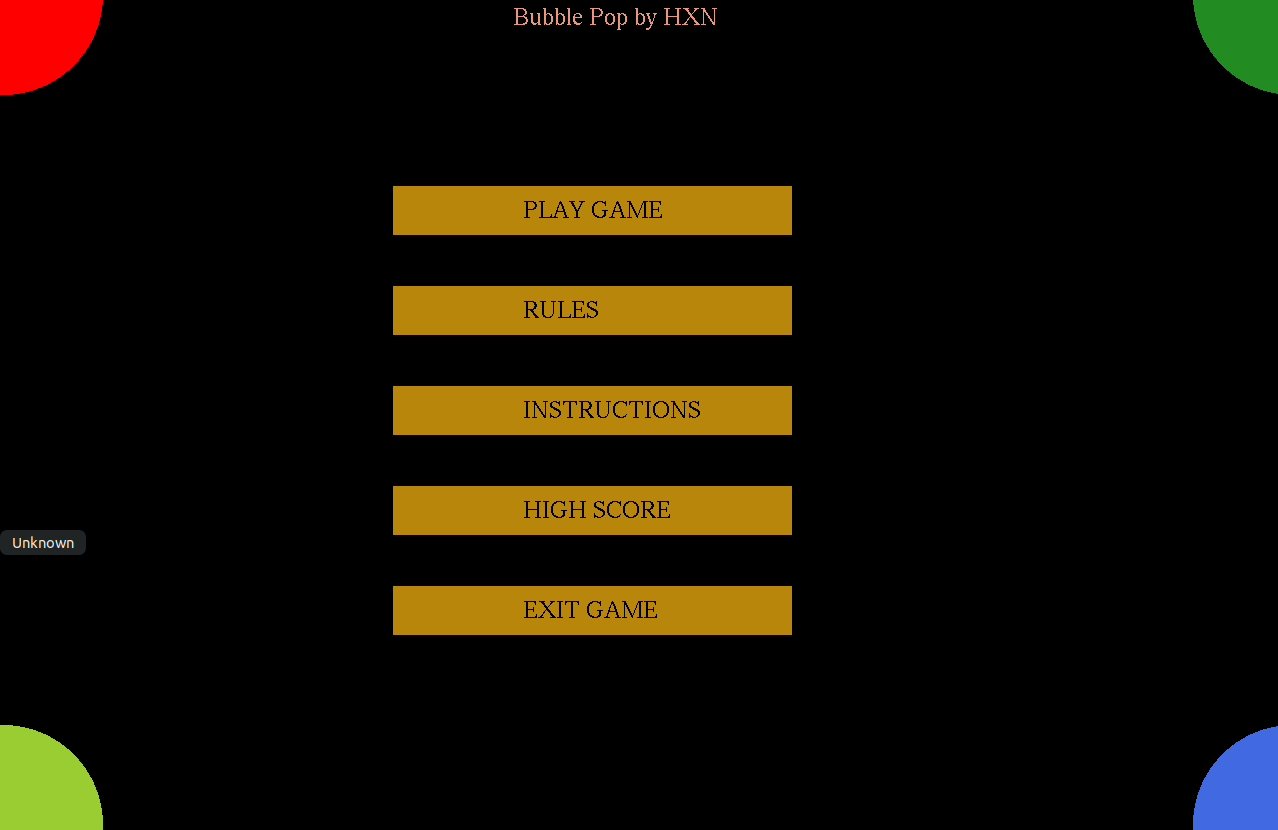 Bubble Pop by HXN
PLAY GAME
RULES
INSTRUCTIONS
HIGH SCORE
Unknown
EXIT GAME